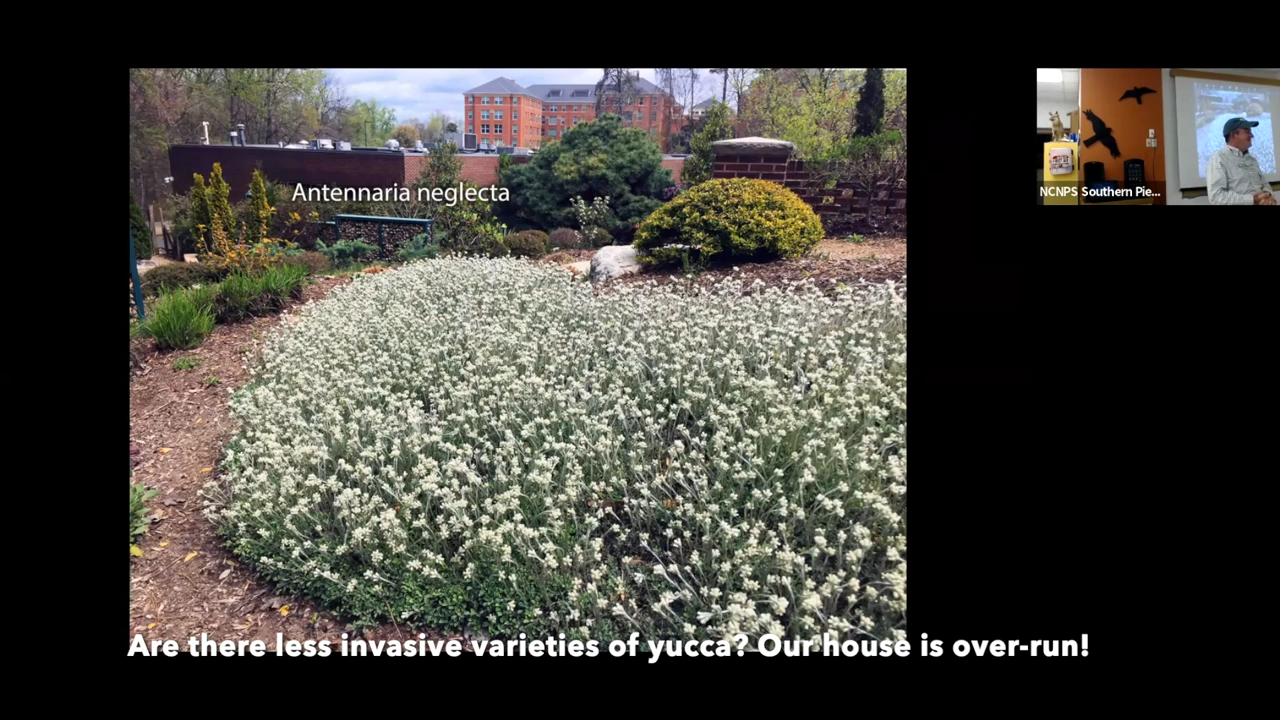 Antennaria neglecta
NCNPS Southern Pie...
Are there less invasive varieties of yucca? Our house is over-run!